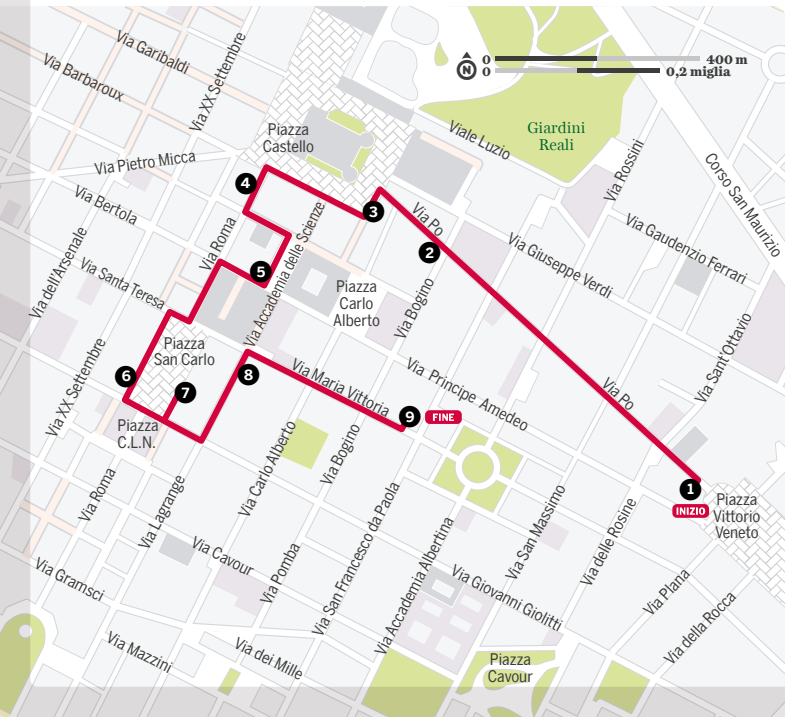 Via Garibaldi
Via Barbaroux
Via XX Settembre
0 400 m
N
0 0,2 miglia
Piazza
Castello
Viale Luzio
Giardini
Reali
Via Rossini
Corso San Maurizio
Via Pietro Micca
4
3
Via Po
2
Via Bertola
Via Roma
Via Accademia delle Scienze
5
Via Giuseppe Verdi
Via Gaudenzio Ferrari
Via dell'Arsenale
Via Santa Teresa
Piazza
Carlo
Alberto
Via Bogino
Via Sant'Ottavio
Piazza
San Carlo
6
7
8
Via Maria Vittoria
Via Principe Amedeo
Via Po
Via XX Settembre
9
FINE
Piazza
C.L.N.
Via Carlo Alberto
Via Bogino
1
INIZIO
Piazza
Vittorio
Veneto
Via Roma
Via Lagrange
Via San Francesco da Paola
Via Accademia Albertina
Via San Massimo
Via delle Rosine
Via Cavour
Via Pomba
Via Gramsci
Via Giovanni Giolitti
Via Plana
Via della Rocca
Via Mazzini
Via dei Mille
Piazza
Cavour